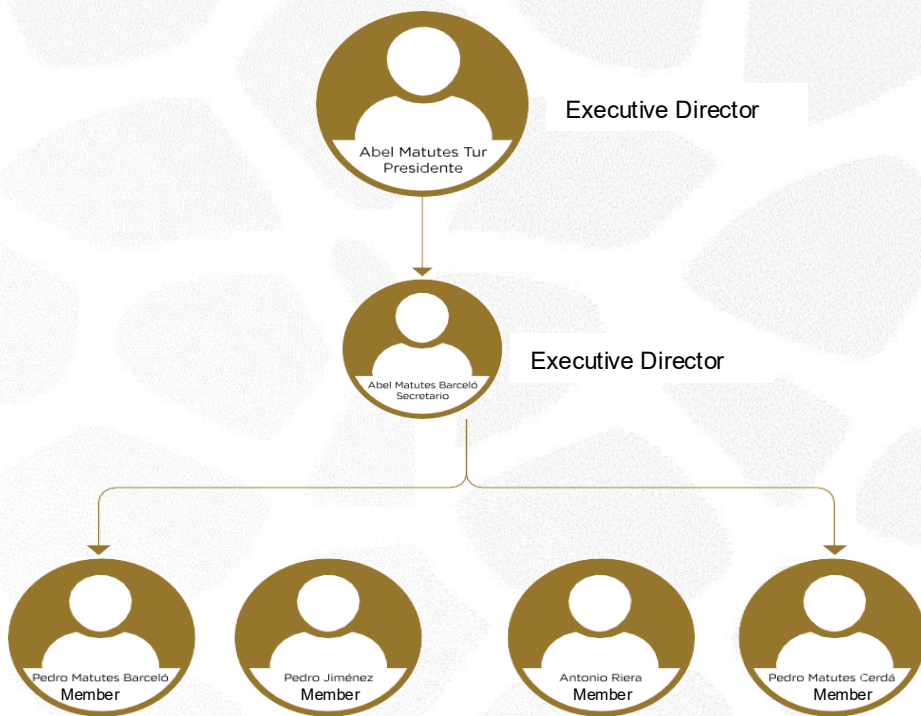 Executive Director
Abel Matutes Tur
Presidente
Executive Director
Abel Matutes Barceló
Secretario
Pedro Matutes Barceló
Member
Pedro Jiménez
Member
Antonio Riera
Member
Pedro Matutes Cerdá
Member